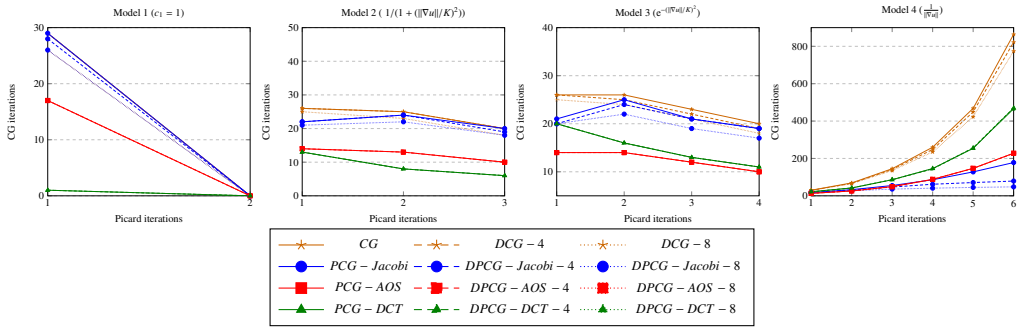 Model 1 (c₁ = 1)
CG iterations
30
20
10
0
1
2
Picard iterations
Model 2 ( 1/(1 + (||∇u||/K)²))
CG iterations
50
40
30
20
10
0
1
2
3
Picard iterations
Model 3 (e^{-(||∇u||/K)²})
CG iterations
40
30
20
10
1
2
3
4
Picard iterations
Model 4 (1/||∇u||)
CG iterations
800
600
400
200
0
1
2
3
4
5
6
Picard iterations
CG DCG − 4 DCG − 8
PCG − Jacobi DPCG − Jacobi − 4 DPCG − Jacobi − 8
PCG − AOS DPCG − AOS − 4 DPCG − AOS − 8
PCG − DCT DPCG − DCT − 4 DPCG − DCT − 8